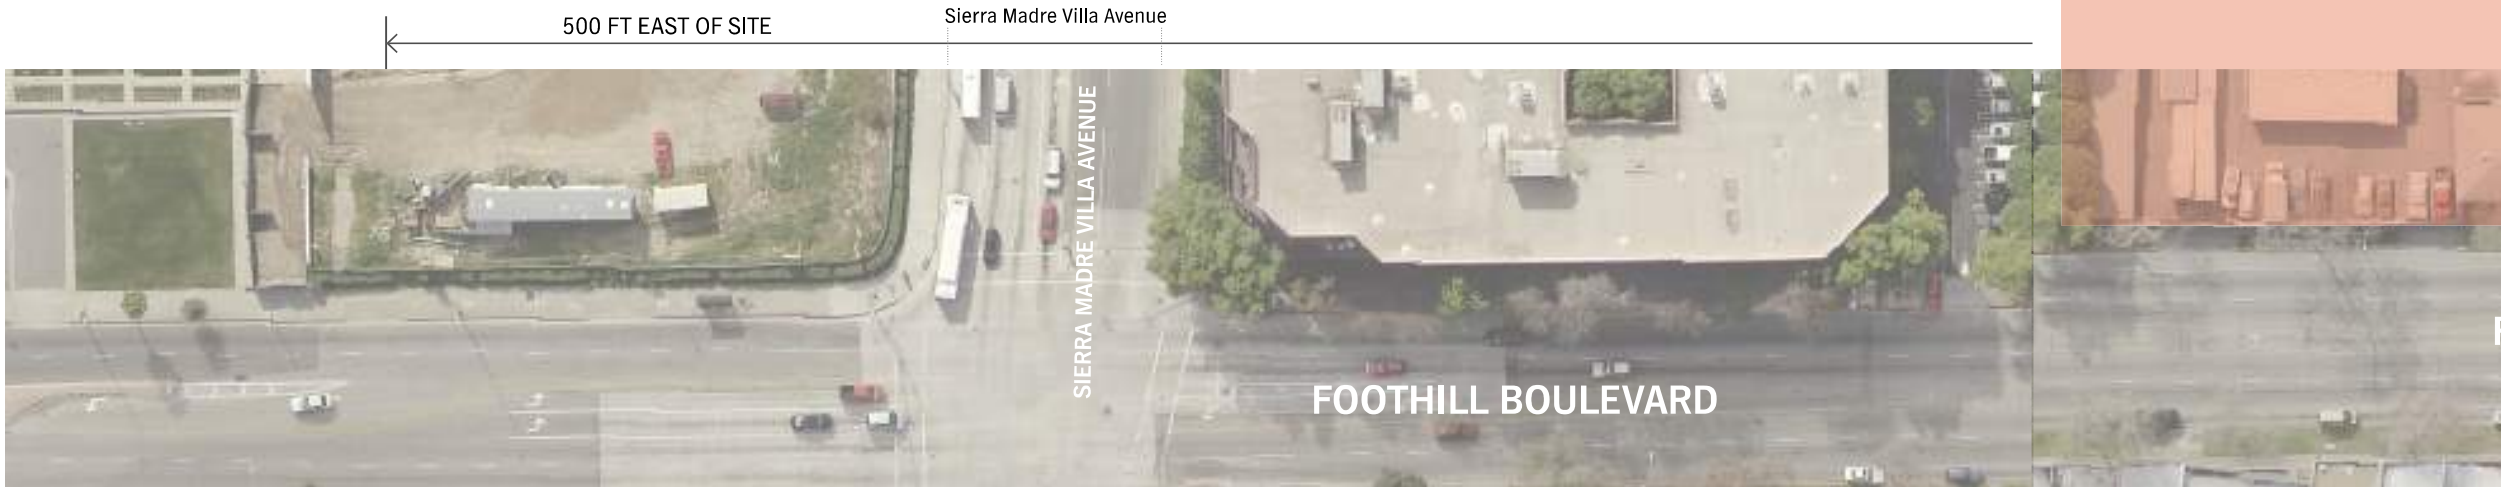 500 FT EAST OF SITE
Sierra Madre Villa Avenue
SIERRA MADRE VILLA AVENUE
FOOTHILL BOULEVARD